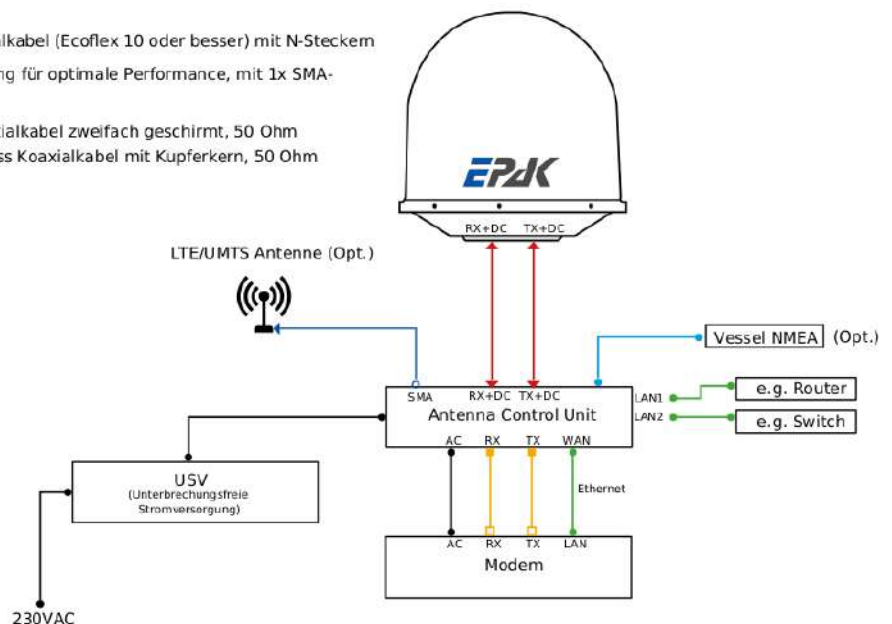 lkabel (Ecoflex 10 oder besser) mit N-Steckern
ng für optimale Performance, mit 1x SMA-
ialkabel zweifach geschirmt, 50 Ohm
ss Koaxialkabel mit Kupferkern, 50 Ohm
EPAK
RX+DC TX+DC
LTE/UMTS Antenne (Opt.)
Vessel NMEA (Opt.)
SMA RX+DC TX+DC
Antenna Control Unit
AC RX TX WAN
LAN1
LAN2
e.g. Router
e.g. Switch
USV
(Unterbrechungsfreie
Stromversorgung)
Ethernet
AC RX TX LAN
Modem
230VAC